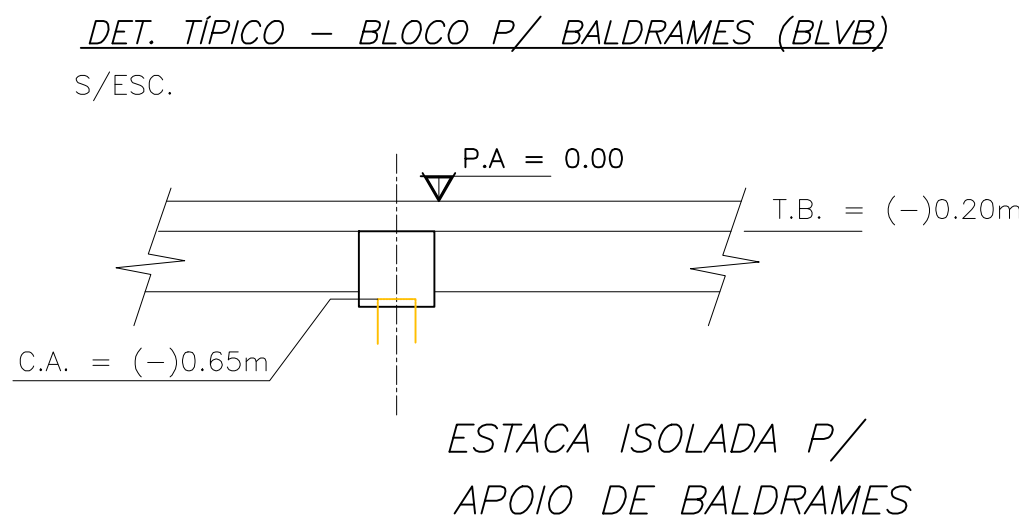 DET. TÍPICO – BLOCO P/ BALDRAMES (BLVB)
S/ESC.
P.A = 0.00
T.B. = (-)0.20m
C.A. = (-)0.65m
ESTACA ISOLADA P/
APOIO DE BALDRAMES